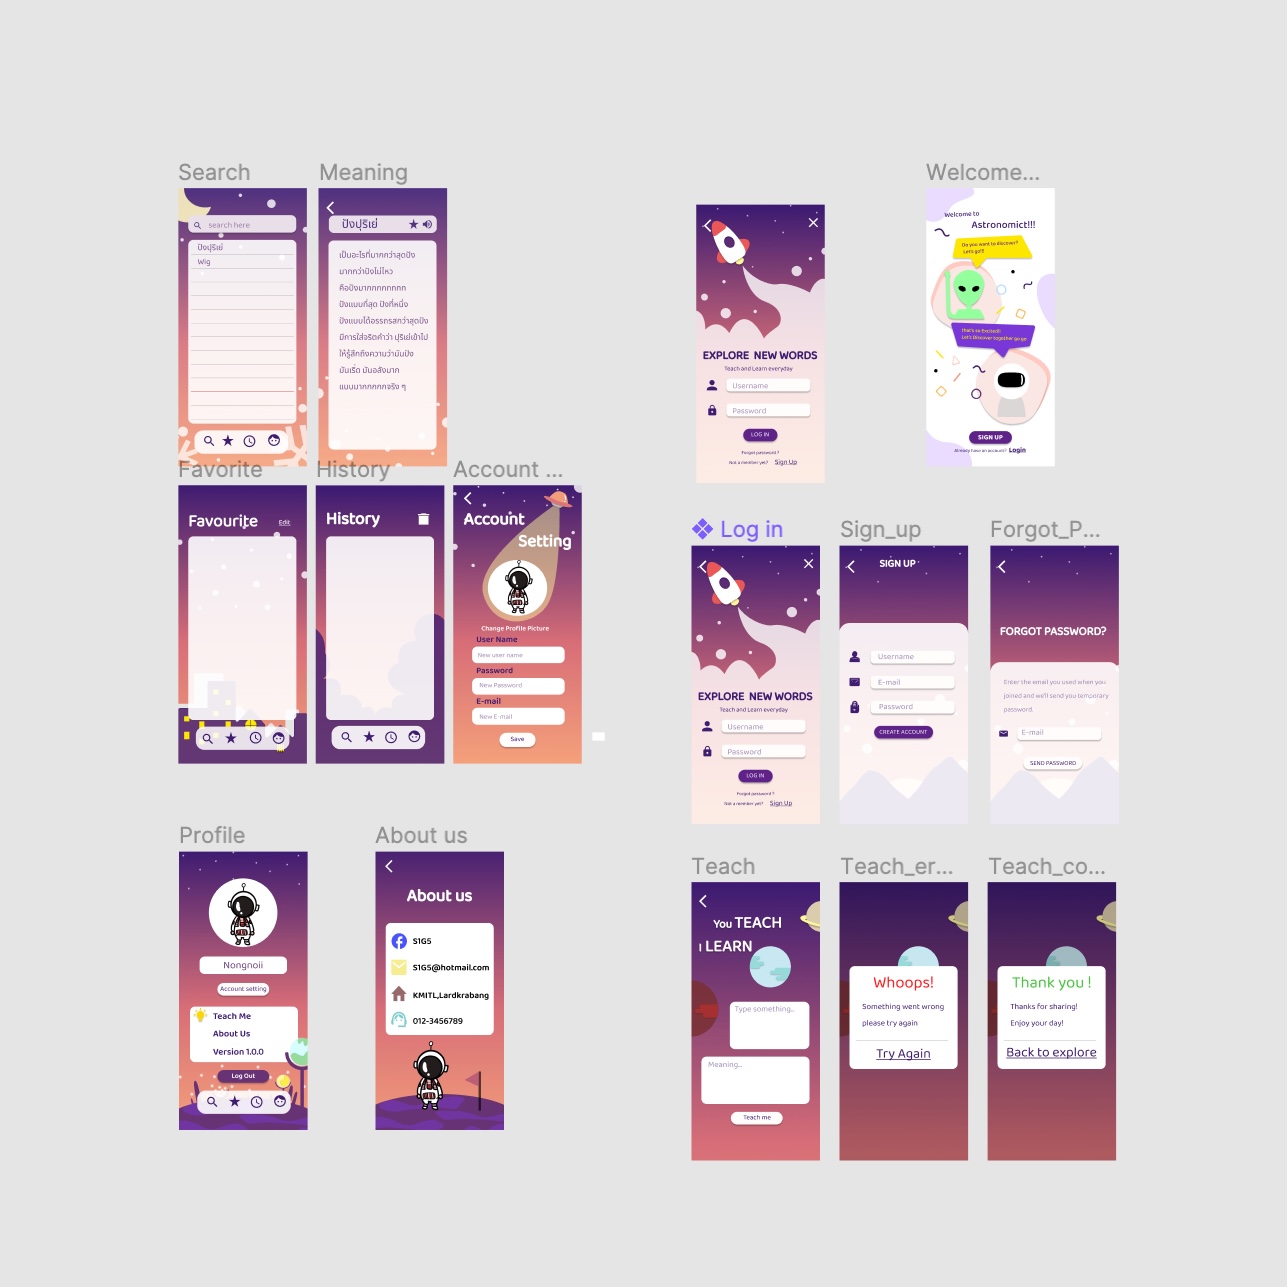 Search
search here
ปังปุริเย่
Wig
Meaning
ปังปุริเย่
เป็นอะไรที่มากกว่าสุดปัง
มากกว่าปังไม่ไหว
คือปังมากกกกกกกก
ปังแบบที่สุด ปังที่หนึ่ง
ปังแบบได้อรรถรสกว่าสุดปัง
มีการใส่จริตคำว่า ปุริเย่เข้าไป
ให้รู้สึกถึงความว่ามันปัง
มันเริ่ด มันอลังมาก
แบบมากกกกกจริง ๆ
EXPLORE NEW WORDS
Teach and Learn everyday
Username
Password
LOG IN
Forgot password ?
Not a member yet? Sign Up
Welcome...
Welcome to
Astronomict!!!
Do you want to discover?
Let's go!!!
that's so Excited!!
Let's Discover together go go
SIGN UP
Already have an account? Login
Favorite
Favourite
Edit
History
History
Account ...
Account
Setting
Change Profile Picture
User Name
New user name
Password
New Password
E-mail
New E-mail
Save
Log in
EXPLORE NEW WORDS
Teach and Learn everyday
Username
Password
LOG IN
Forgot password ?
Not a member yet? Sign Up
Sign_up
SIGN UP
Username
E-mail
Password
CREATE ACCOUNT
Forgot_P...
FORGOT PASSWORD?
Enter the email you used when you
joined and we'll send you temporary
password.
E-mail
SEND PASSWORD
Profile
Nongnoii
Account setting
Teach Me
About Us
Version 1.0.0
Log Out
About us
About us
S1G5
S1G5@hotmail.com
KMITL,Lardkrabang
012-3456789
Teach
You TEACH
I LEARN
Type something...
Meaning...
Teach me
Teach_er...
Whoops!
Something went wrong
please try again
Try Again
Teach_co...
Thank you !
Thanks for sharing!
Enjoy your day!
Back to explore